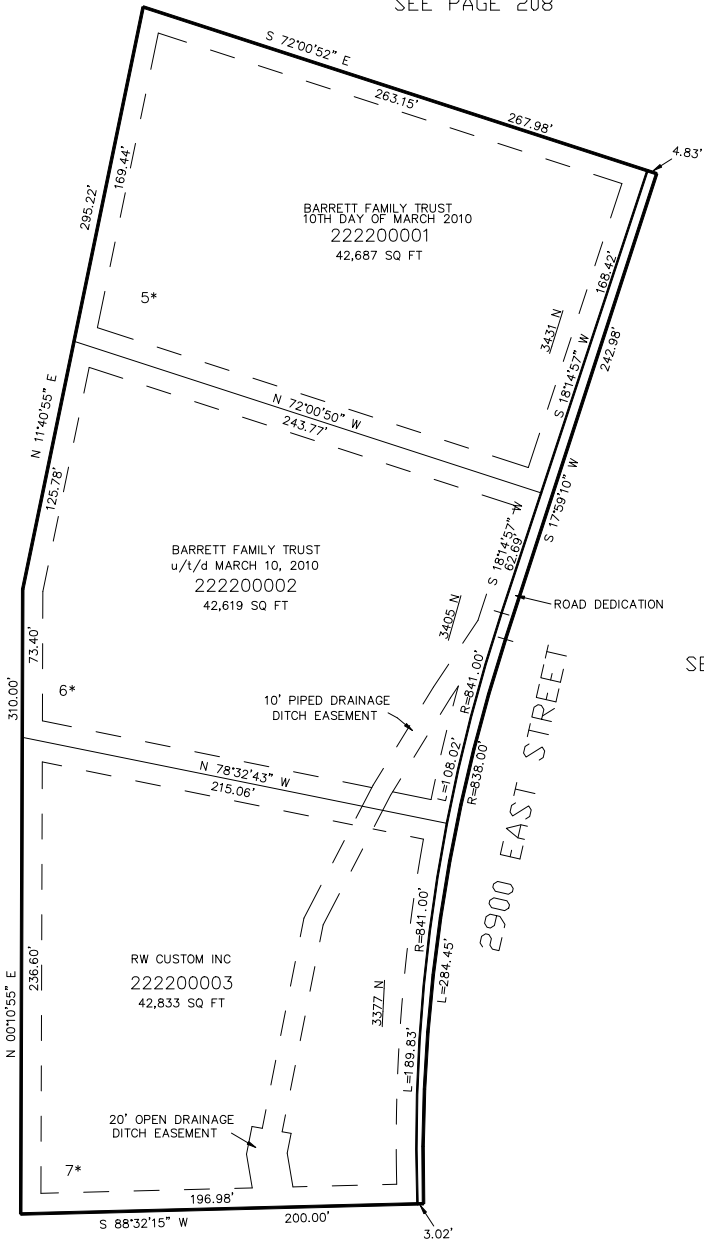 SEE PAGE 208
S 72°00'52" E
263.15'
267.98'
4.83'
295.22'
169.44'
BARRETT FAMILY TRUST
10TH DAY OF MARCH 2010
222200001
42,687 SQ FT
168.42'
5*
3431 N
S 18°14'57" W
242.98'
N 11°40'55" E
N 72°00'50" W
243.77'
S 17°59'10" W
125.78'
S 18°14'57" W
62.69'
BARRETT FAMILY TRUST
u/t/d MARCH 10, 2010
222200002
42,619 SQ FT
3405 N
ROAD DEDICATION
73.40'
SE
310.00'
6*
10' PIPED DRAINAGE
DITCH EASEMENT
R=841.00'
L=108.02'
R=838.00'
N 78°32'43" W
215.06'
2900 EAST STREET
R=841.00'
RW CUSTOM INC
222200003
42,833 SQ FT
236.60'
3377 N
L=284.45'
N 00°10'55" E
L=189.83'
20' OPEN DRAINAGE
DITCH EASEMENT
7*
196.98'
S 88°32'15" W
200.00'
3.02'